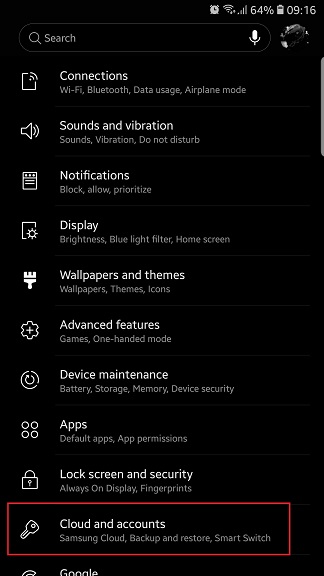 64% 09:16
Search
Connections
Wi-Fi, Bluetooth, Data usage, Airplane mode
Sounds and vibration
Sounds, Vibration, Do not disturb
Notifications
Block, allow, prioritize
Display
Brightness, Blue light filter, Home screen
Wallpapers and themes
Wallpapers, Themes, Icons
Advanced features
Games, One-handed mode
Device maintenance
Battery, Storage, Memory, Device security
Apps
Default apps, App permissions
Lock screen and security
Always On Display, Fingerprints
Cloud and accounts
Samsung Cloud, Backup and restore, Smart Switch
Google